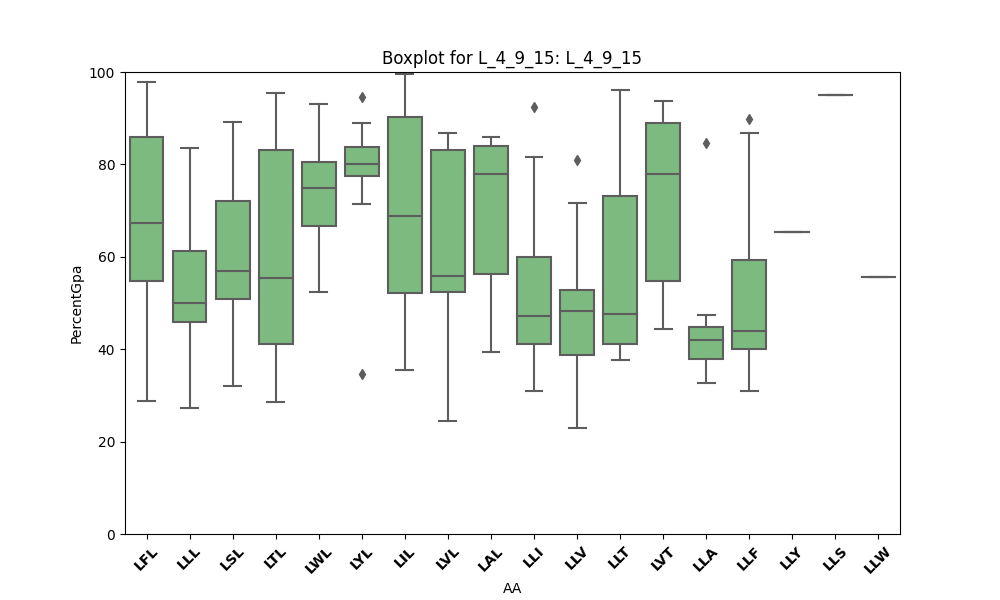 Boxplot for L_4_9_15: L_4_9_15
100
80
60
40
20
0
PercentGpa
LFL LLL LSL LTL LWL LYL LIL LVL LAL LLI LLV LLT LVT LLA LLF LLY LLS LLW
AA